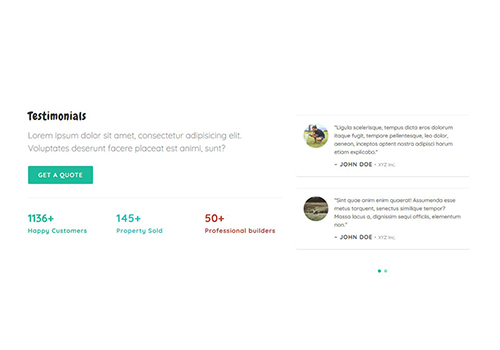 Testimonials
Lorem ipsum dolor sit amet, consectetur adipisicing elit.
Voluptates deserunt facere placeat est animi, sunt?
GET A QUOTE
1136+
Happy Customers
145+
Property Sold
50+
Professional builders
"Ligula scelerisque, tempus dicta eros dolorum
itaque fugit, tempore pellentesque, leo dolor,
aenean, inceptos aptent nostra adipisci harum
etiam explicabo."
- JOHN DOE - XYZ Inc.
"Sint quae anim enim quaerat! Assumenda esse
metus torquent, senectus similique tempor?
Massa lacus a, dignissim sequi officiis, elementum
non."
- JOHN DOE - XYZ Inc.